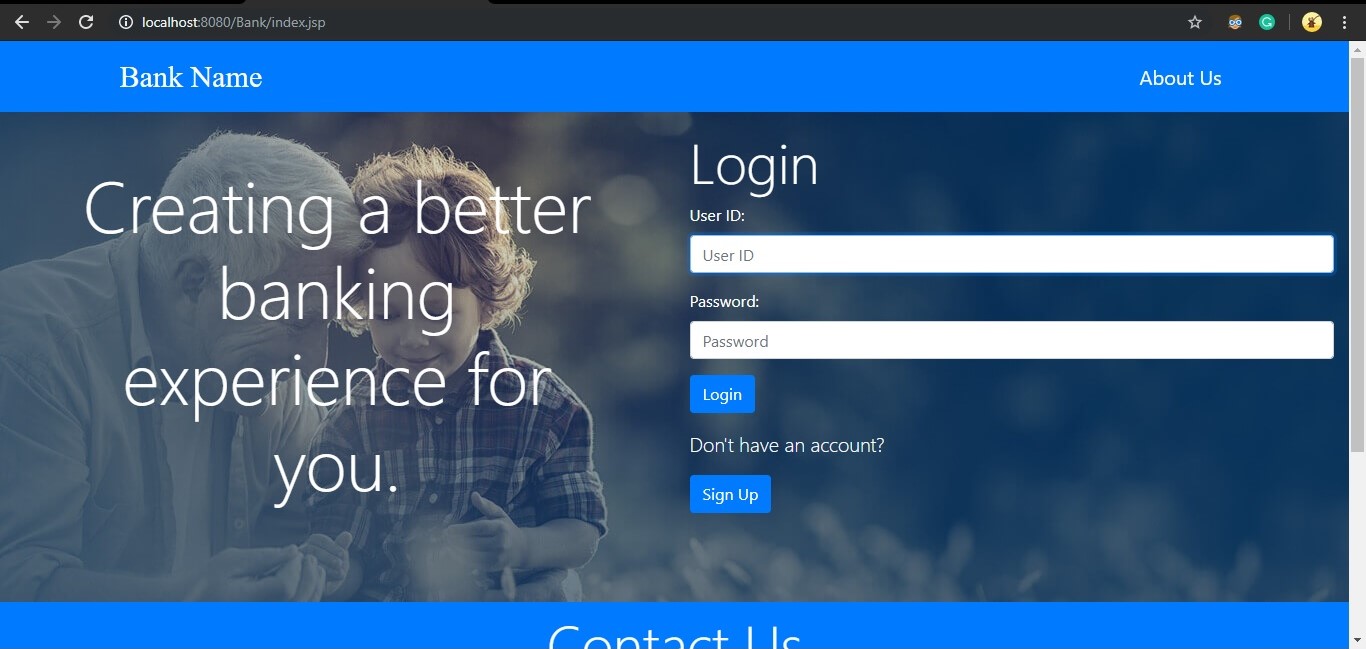 localhost:8080/Bank/index.jsp
Bank Name
About Us
Creating a better
banking
experience for
you.
Login
User ID:
User ID
Password:
Password
Login
Don't have an account?
Sign Up
Contact Us